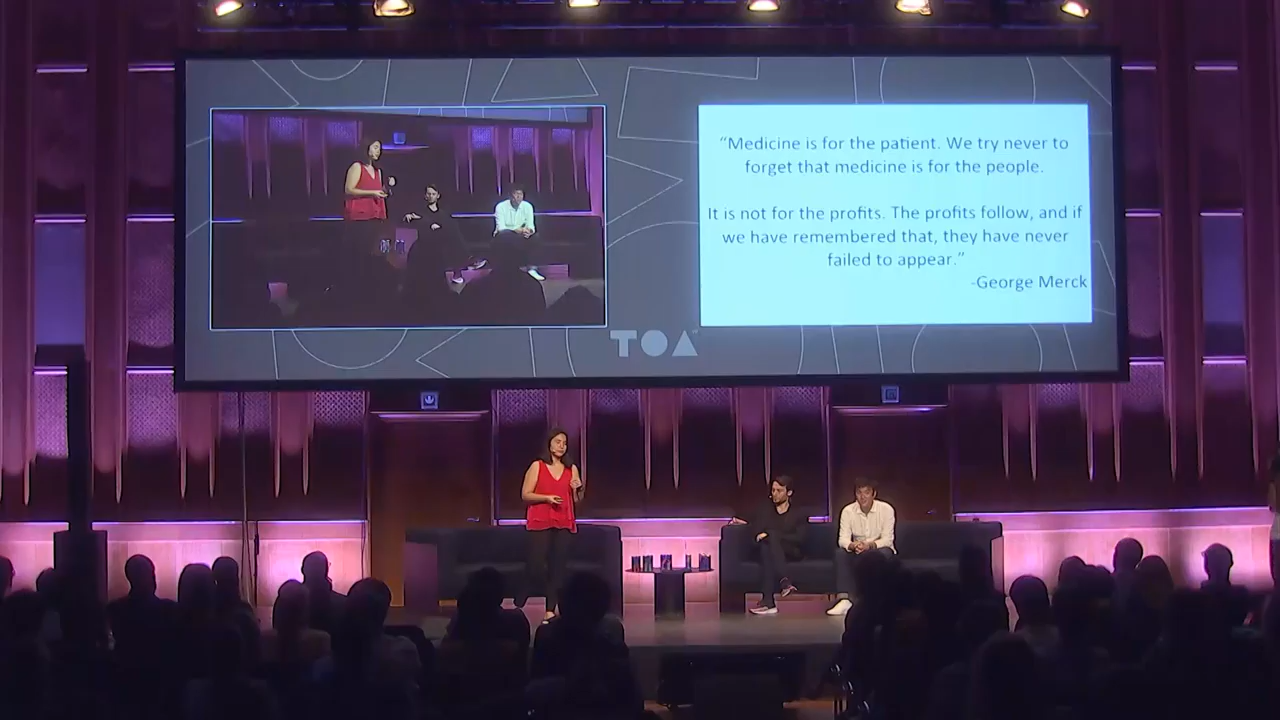 “Medicine is for the patient. We try never to
forget that medicine is for the people.
It is not for the profits. The profits follow, and if
we have remembered that, they have never
failed to appear.”
-George Merck
TOA